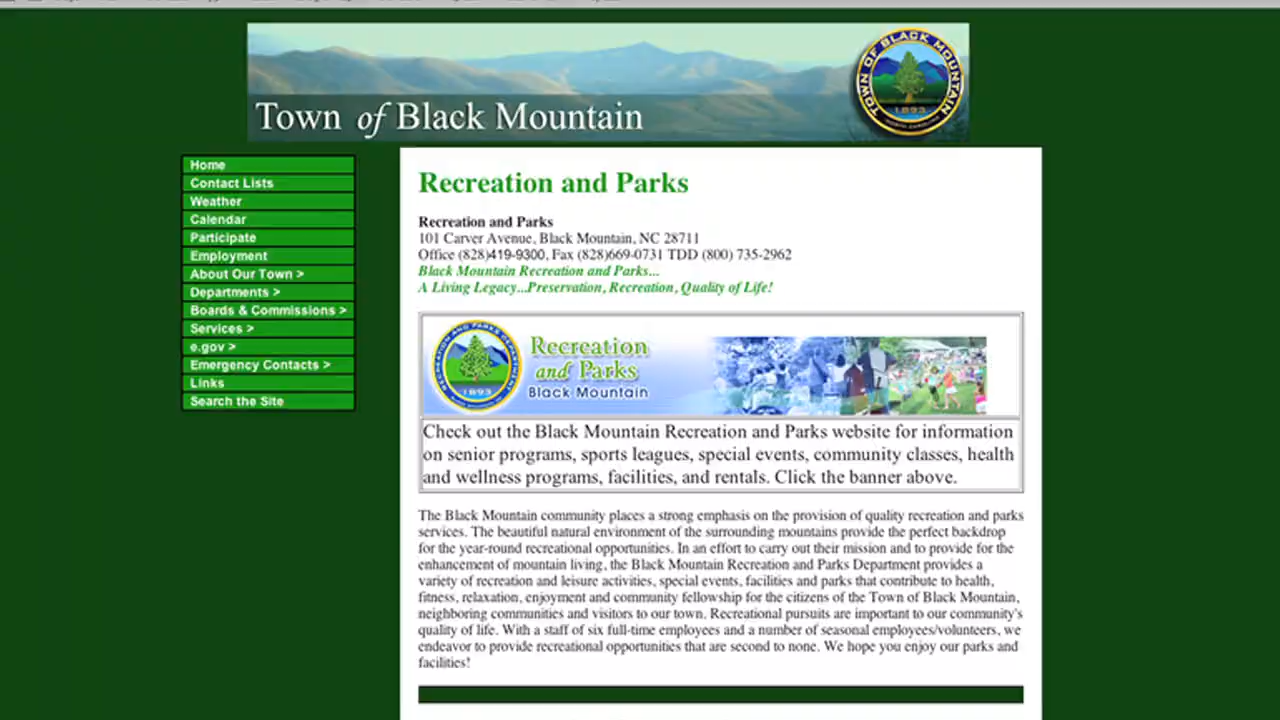 Town of Black Mountain
TOWN OF BLACK MOUNTAIN
1893
NORTH CAROLINA
Home
Contact Lists
Weather
Calendar
Participate
Employment
About Our Town >
Departments >
Boards & Commissions >
Services >
e.gov >
Emergency Contacts >
Links
Search the Site
Recreation and Parks
Recreation and Parks
101 Carver Avenue, Black Mountain, NC 28711
Office (828)419-9300, Fax (828)669-0731 TDD (800) 735-2962
Black Mountain Recreation and Parks...
A Living Legacy...Preservation, Recreation, Quality of Life!
RECREATION AND PARKS DEPARTMENT
1893
Recreation
and Parks
Black Mountain
Check out the Black Mountain Recreation and Parks website for information
on senior programs, sports leagues, special events, community classes, health
and wellness programs, facilities, and rentals. Click the banner above.
The Black Mountain community places a strong emphasis on the provision of quality recreation and parks
services. The beautiful natural environment of the surrounding mountains provide the perfect backdrop
for the year-round recreational opportunities. In an effort to carry out their mission and to provide for the
enhancement of mountain living, the Black Mountain Recreation and Parks Department provides a
variety of recreation and leisure activities, special events, facilities and parks that contribute to health,
fitness, relaxation, enjoyment and community fellowship for the citizens of the Town of Black Mountain,
neighboring communities and visitors to our town. Recreational pursuits are important to our community's
quality of life. With a staff of six full-time employees and a number of seasonal employees/volunteers, we
endeavor to provide recreational opportunities that are second to none. We hope you enjoy our parks and
facilities!